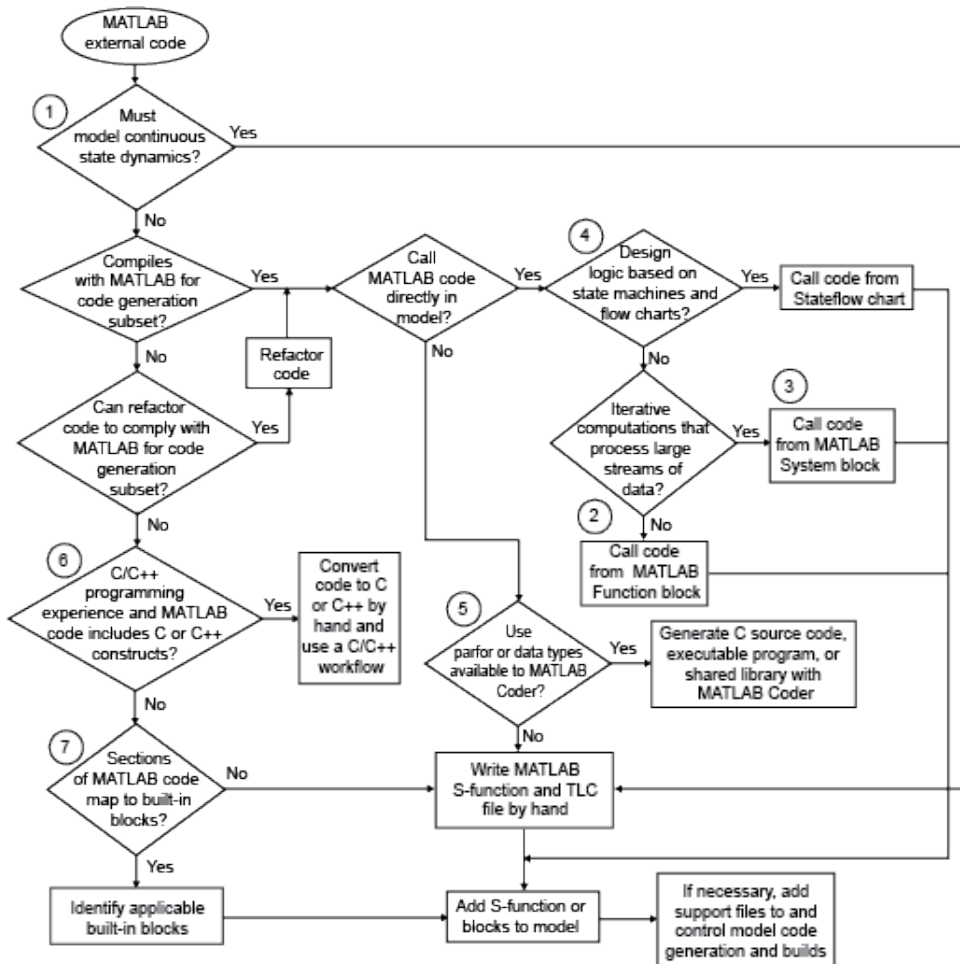 MATLAB
external code
1
Must
model continuous
state dynamics?
Yes
No
Compiles
with MATLAB for
code generation
subset?
Yes
No
Refactor
code
Can refactor
code to comply with
MATLAB for code
generation
subset?
Yes
No
Call
MATLAB code
directly in
model?
Yes
No
4
Design
logic based on
state machines and
flow charts?
Yes
No
Call code from
Stateflow chart
Iterative
computations that
process large
streams of
data?
Yes
No
3
Call code
from MATLAB
System block
2
Call code
from MATLAB
Function block
6
C/C++
programming
experience and MATLAB
code includes C or C++
constructs?
Yes
No
Convert
code to C
or C++ by
hand and
use a C/C++
workflow
5
Use
parfor or data types
available to MATLAB
Coder?
Yes
No
Generate C source code,
executable program, or
shared library with
MATLAB Coder
7
Sections
of MATLAB code
map to built-in
blocks?
No
Yes
Write MATLAB
S-function and TLC
file by hand
Identify applicable
built-in blocks
Add S-function or
blocks to model
If necessary, add
support files to and
control model code
generation and builds